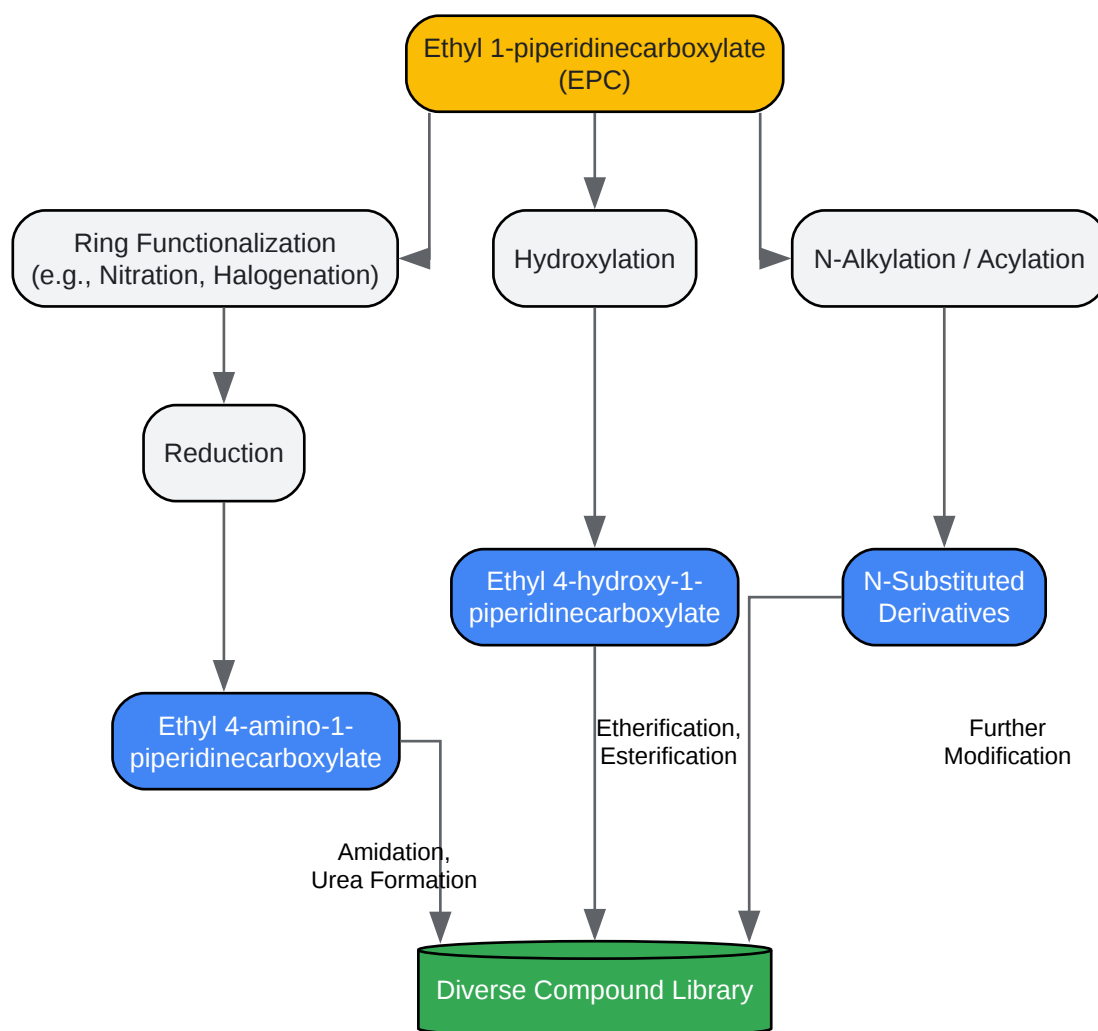 Ethyl 1-piperidinecarboxylate
(EPC)
Ring Functionalization
(e.g., Nitration, Halogenation)
Hydroxylation
N-Alkylation / Acylation
Reduction
Ethyl 4-hydroxy-1-
piperidinecarboxylate
N-Substituted
Derivatives
Ethyl 4-amino-1-
piperidinecarboxylate
Etherification,
Esterification
Further
Modification
Amidation,
Urea Formation
Diverse Compound Library